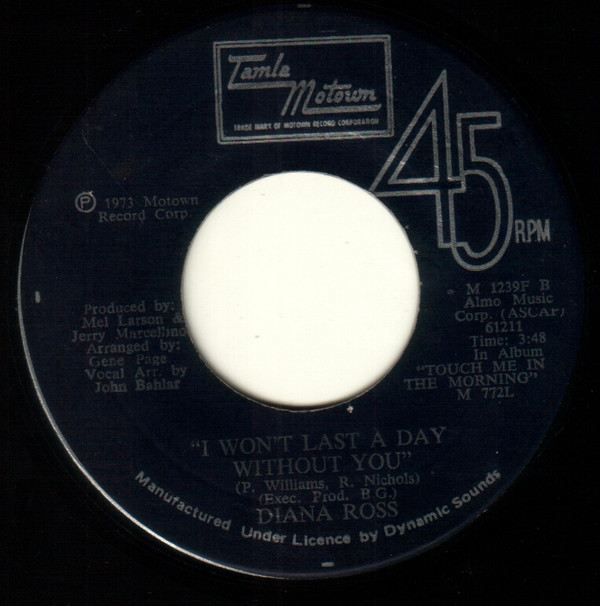 Tamla
Motown
TRADE MARK OF MOTOWN RECORD CORPORATION
45
RPM
Ⓟ 1973 Motown
Record Corp.
Produced by:
Mel Larson &
Jerry Marcellino
Arranged by:
Gene Page
Vocal Arr. by
John Bahlar
M 1239F B
Almo Music
Corp. (ASCAP)
61211
Time: 3:48
In Album
"TOUCH ME IN
THE MORNING"
M 772L
"I WON'T LAST A DAY
WITHOUT YOU"
(P. Williams, R. Nichols)
(Exec. Prod. B G.)
DIANA ROSS
Manufactured Under Licence by Dynamic Sounds